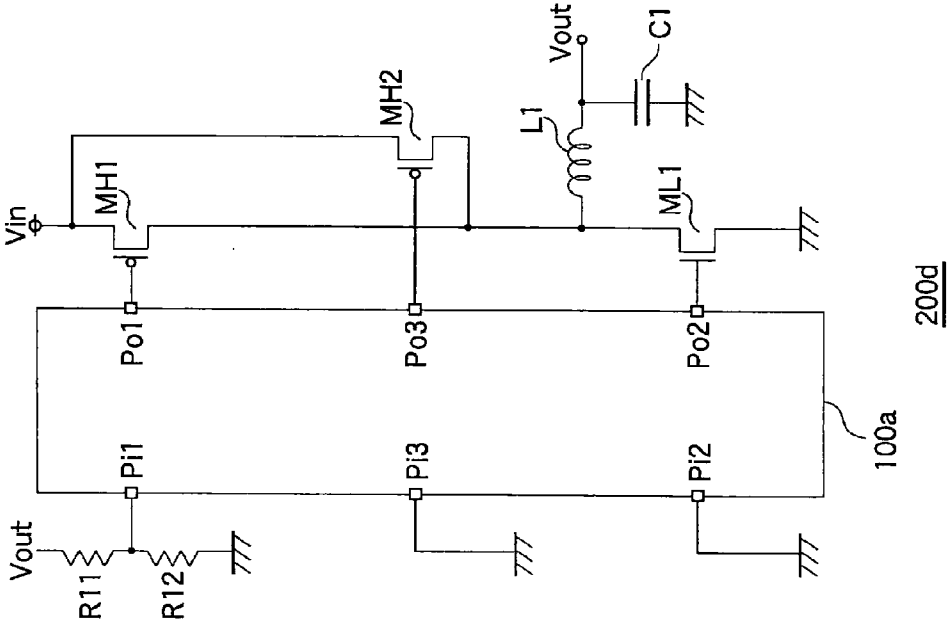 Vin
MH1
MH2
Vout
L1
C1
ML1
Po1
Po3
Po2
Vout
R11
R12
Pi1
Pi3
Pi2
100a
200d